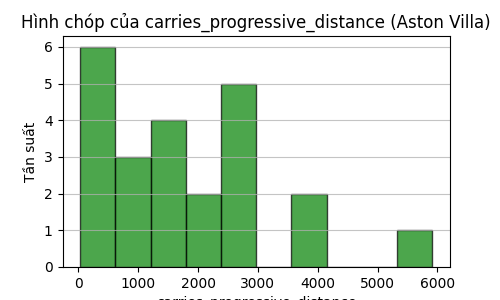 Hình chóp của carries_progressive_distance (Aston Villa)
6
5
4
3
2
1
0
Tần suất
0 1000 2000 3000 4000 5000 6000
carries_progressive_distance